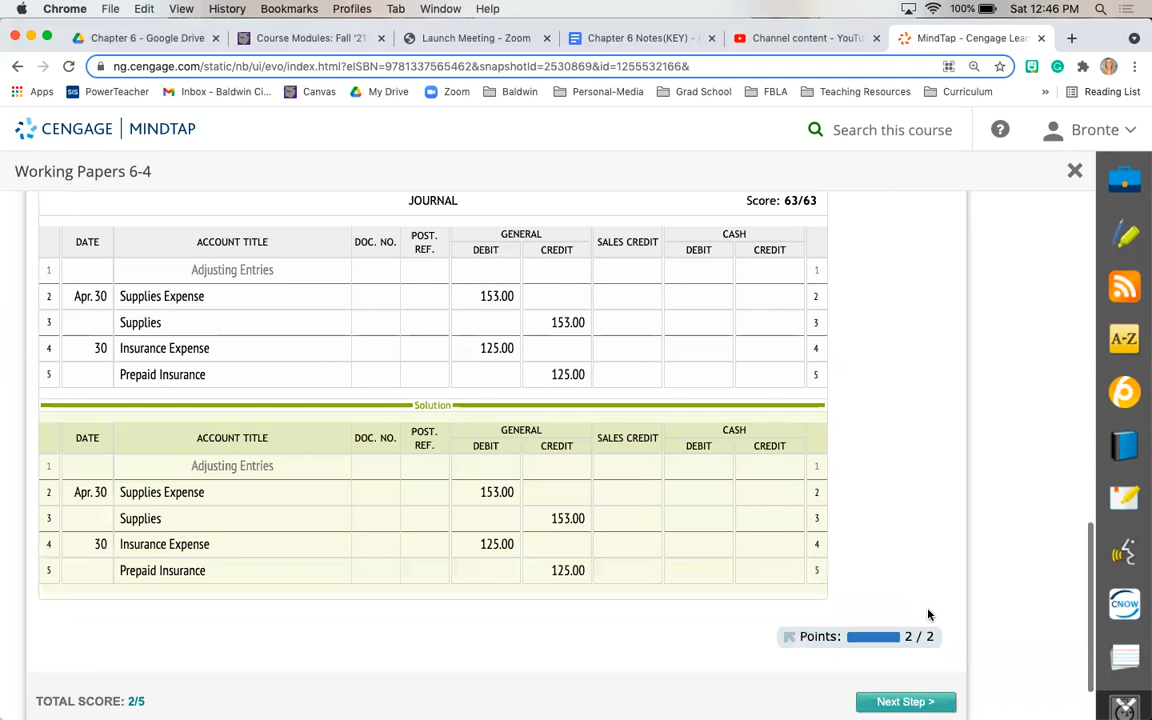 Chrome File Edit View History Bookmarks Profiles Tab Window Help 100% Sat 12:46 PM
Chapter 6 - Google Drive Course Modules: Fall '21 Launch Meeting - Zoom Chapter 6 Notes(KEY) - Channel content - YouTu MindTap - Cengage Lear
ng.cengage.com/static/nb/ui/evo/index.html?eISBN=9781337565462&snapshotId=2530869&id=1255532166&
Apps SIS PowerTeacher Inbox - Baldwin Ci... Canvas My Drive Zoom Baldwin Personal-Media Grad School FBLA Teaching Resources Curriculum » Reading List
CENGAGE | MINDTAP Search this course ? Bronte
Working Papers 6-4
JOURNAL Score: 63/63
DATE ACCOUNT TITLE DOC. NO. POST. REF. GENERAL DEBIT CREDIT SALES CREDIT CASH DEBIT CREDIT
1 Adjusting Entries 1
2 Apr. 30 Supplies Expense 153.00 2
3 Supplies 153.00 3
4 30 Insurance Expense 125.00 4
5 Prepaid Insurance 125.00 5
Solution
DATE ACCOUNT TITLE DOC. NO. POST. REF. GENERAL DEBIT CREDIT SALES CREDIT CASH DEBIT CREDIT
1 Adjusting Entries 1
2 Apr. 30 Supplies Expense 153.00 2
3 Supplies 153.00 3
4 30 Insurance Expense 125.00 4
5 Prepaid Insurance 125.00 5
Points: 2 / 2
TOTAL SCORE: 2/5 Next Step >
A-Z
CNOW